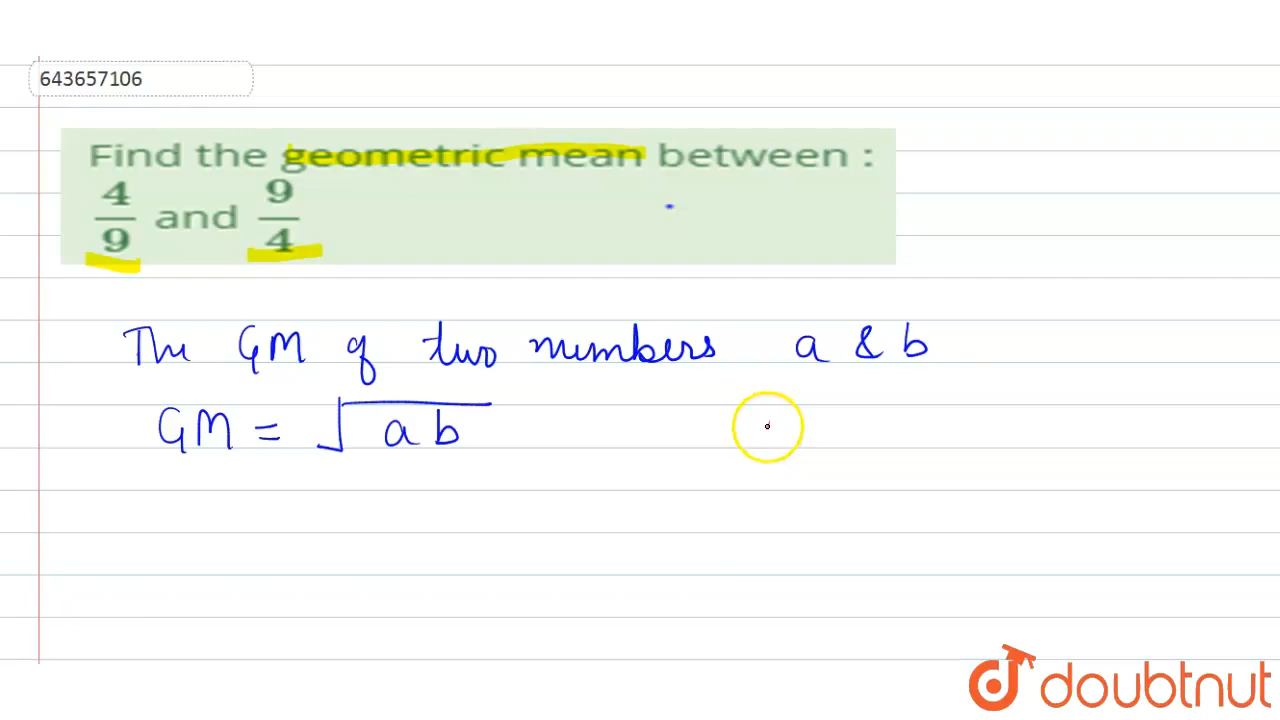 643657106
Find the geometric mean between :
4/9 and 9/4
The GM of two numbers a & b
GM = √ab
doubtnut